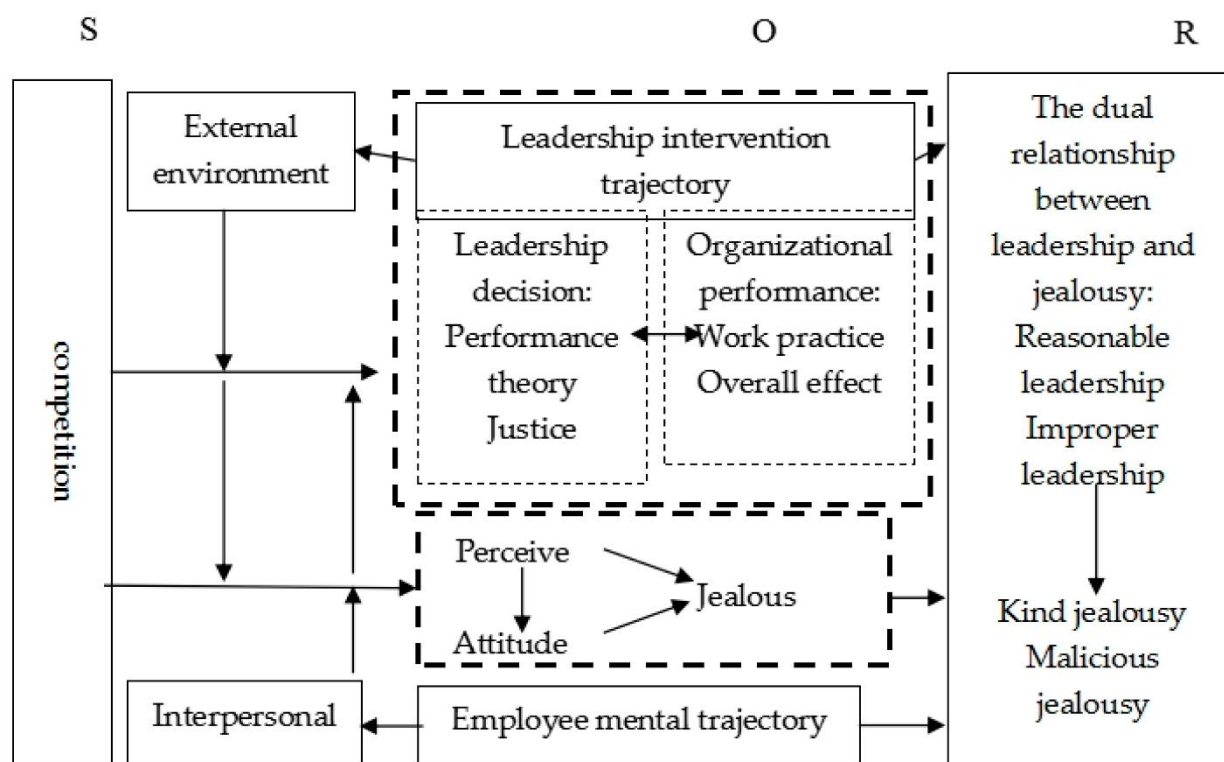 S
O
R
competition
External
environment
Leadership intervention
trajectory
Leadership
decision:
Performance
theory
Justice
Organizational
performance:
Work practice
Overall effect
Perceive
Attitude
Jealous
Interpersonal
Employee mental trajectory
The dual
relationship
between
leadership and
jealousy:
Reasonable
leadership
Improper
leadership
Kind jealousy
Malicious
jealousy